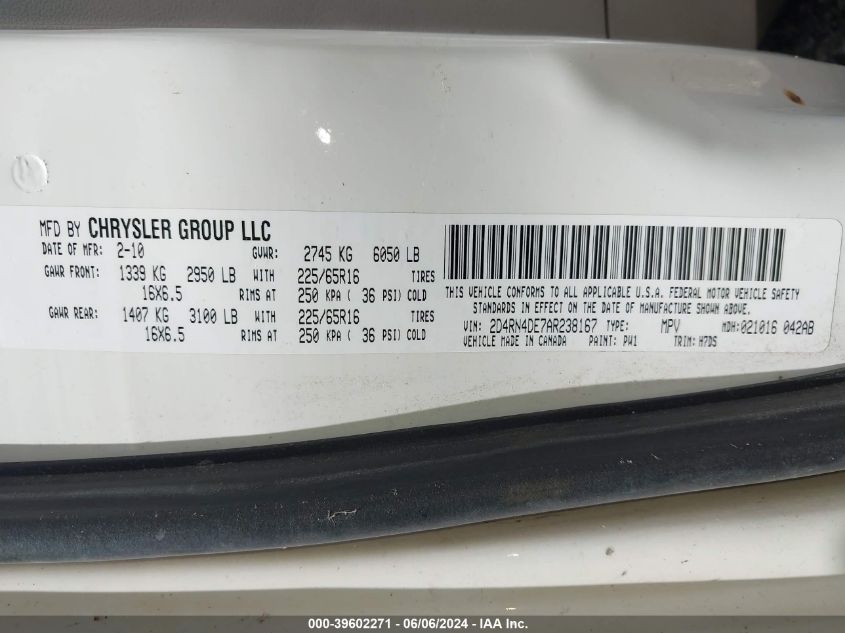 MFD BY CHRYSLER GROUP LLC
DATE OF MFR: 2-10 GVWR: 2745 KG 6050 LB
GAWR FRONT: 1339 KG 2950 LB WITH 225/65R16 TIRES
16X6.5 RIMS AT 250 KPA ( 36 PSI) COLD
GAWR REAR: 1407 KG 3100 LB WITH 225/65R16 TIRES
16X6.5 RIMS AT 250 KPA ( 36 PSI) COLD
THIS VEHICLE CONFORMS TO ALL APPLICABLE U.S.A. FEDERAL MOTOR VEHICLE SAFETY
STANDARDS IN EFFECT ON THE DATE OF MANUFACTURE SHOWN ABOVE.
VIN: 2D4RN4DE7AR238167 TYPE: MPV MDH:021016 042AB
VEHICLE MADE IN CANADA PAINT: PW1 TRIM: H7DS
000-39602271 - 06/06/2024 - IAA Inc.